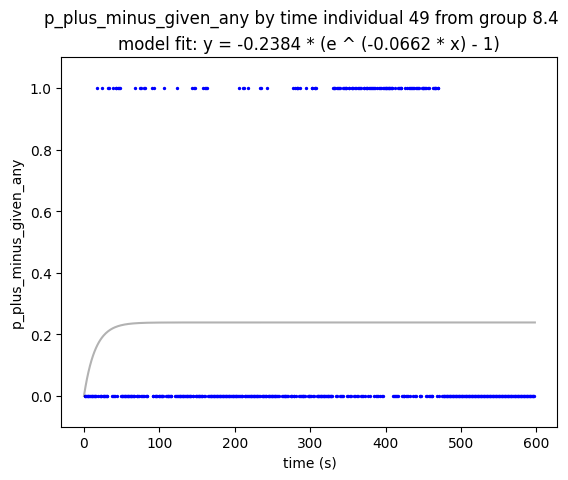 p_plus_minus_given_any by time individual 49 from group 8.4
model fit: y = -0.2384 * (e ^ (-0.0662 * x) - 1)
p_plus_minus_given_any
1.0
0.8
0.6
0.4
0.2
0.0
0 100 200 300 400 500 600
time (s)